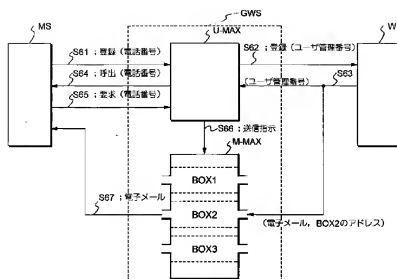 MS
GWS
U-MAX
W
S61；登録(電話番号)
S62；登録(ユーザ管理番号)
S64；呼出(電話番号)
(ユーザ管理番号)
S63
S65；要求(電話番号)
S66；送信指示
M-MAX
BOX1
S67；電子メール
BOX2
(電子メール，BOX2のアドレス)
BOX3